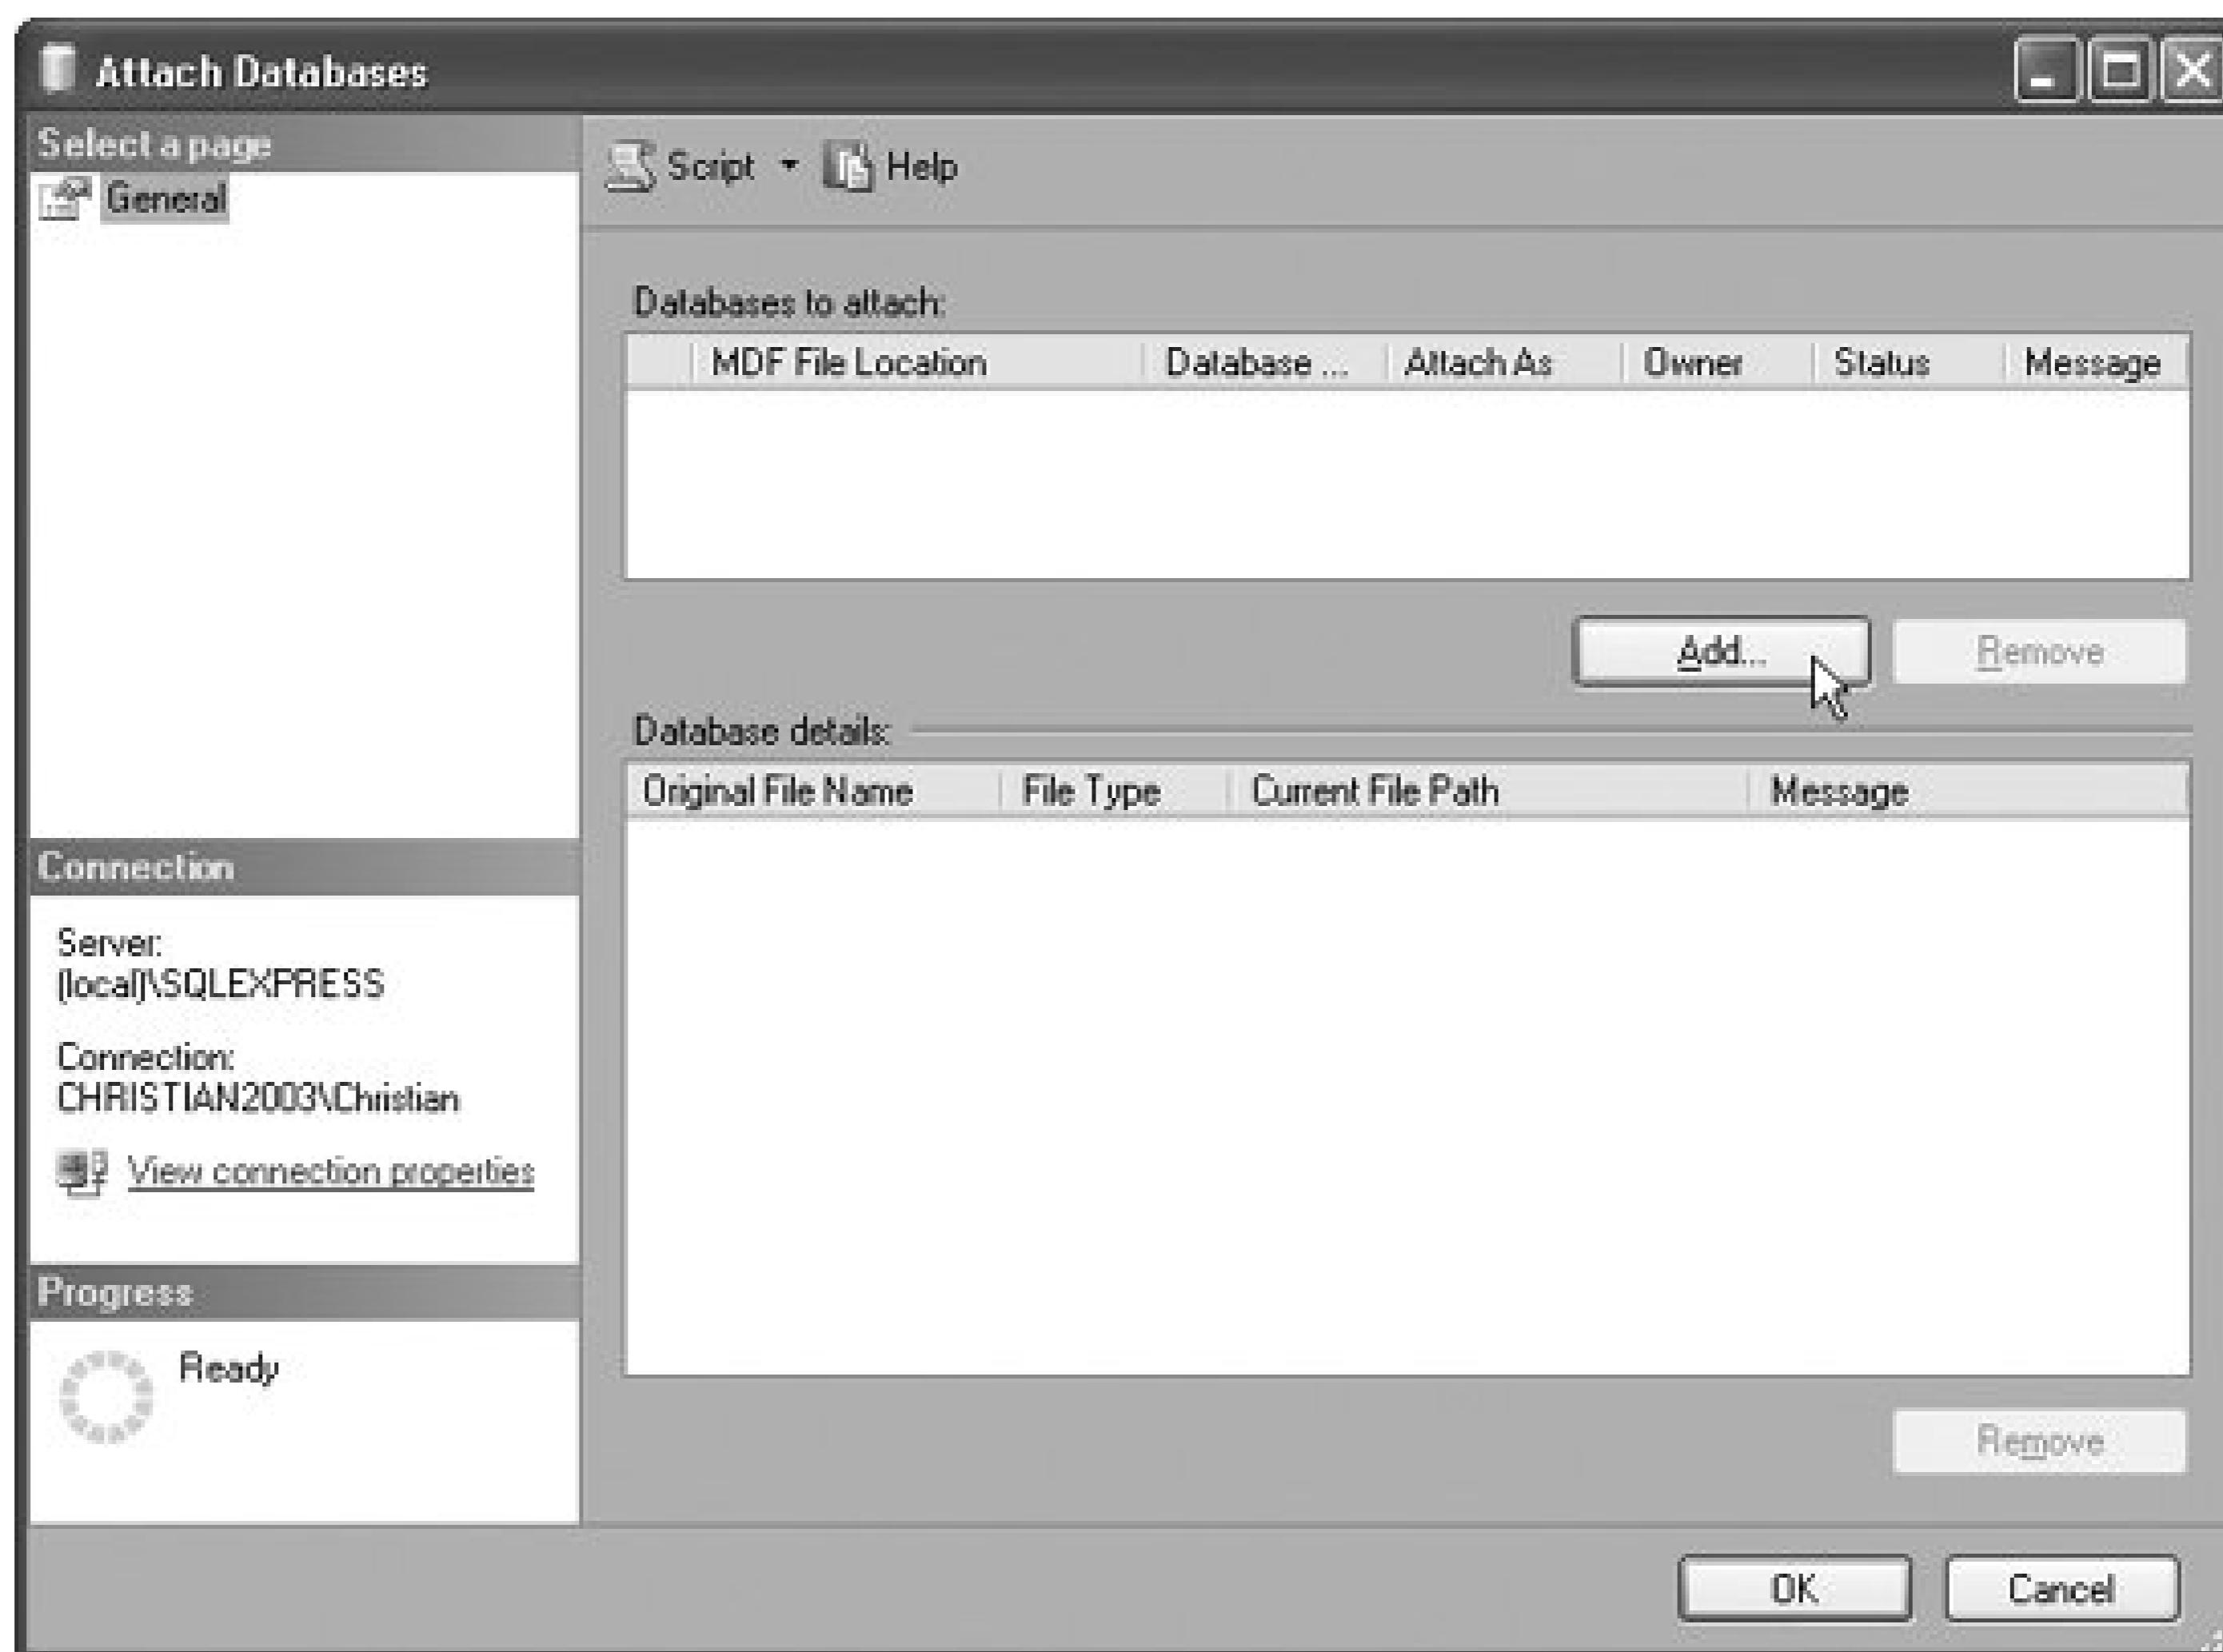 Attach Databases
Select a page
General
Script Help
Databases to attach:
MDF File Location Database ... Attach As Owner Status Message
Add... Remove
Database details:
Original File Name File Type Current File Path Message
Connection
Server:
(local)\SQLEXPRESS
Connection:
CHRISTIAN2003\Christian
View connection properties
Progress
Ready
Remove
OK Cancel